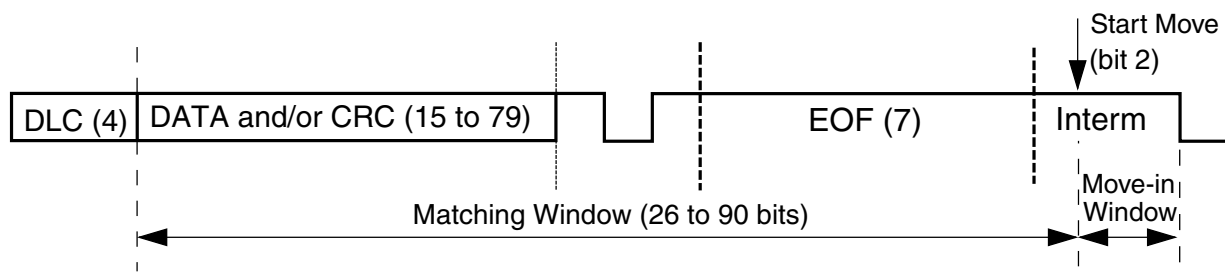 Start Move
(bit 2)
DLC (4)
DATA and/or CRC (15 to 79)
EOF (7)
Interm
Matching Window (26 to 90 bits)
Move-in
Window